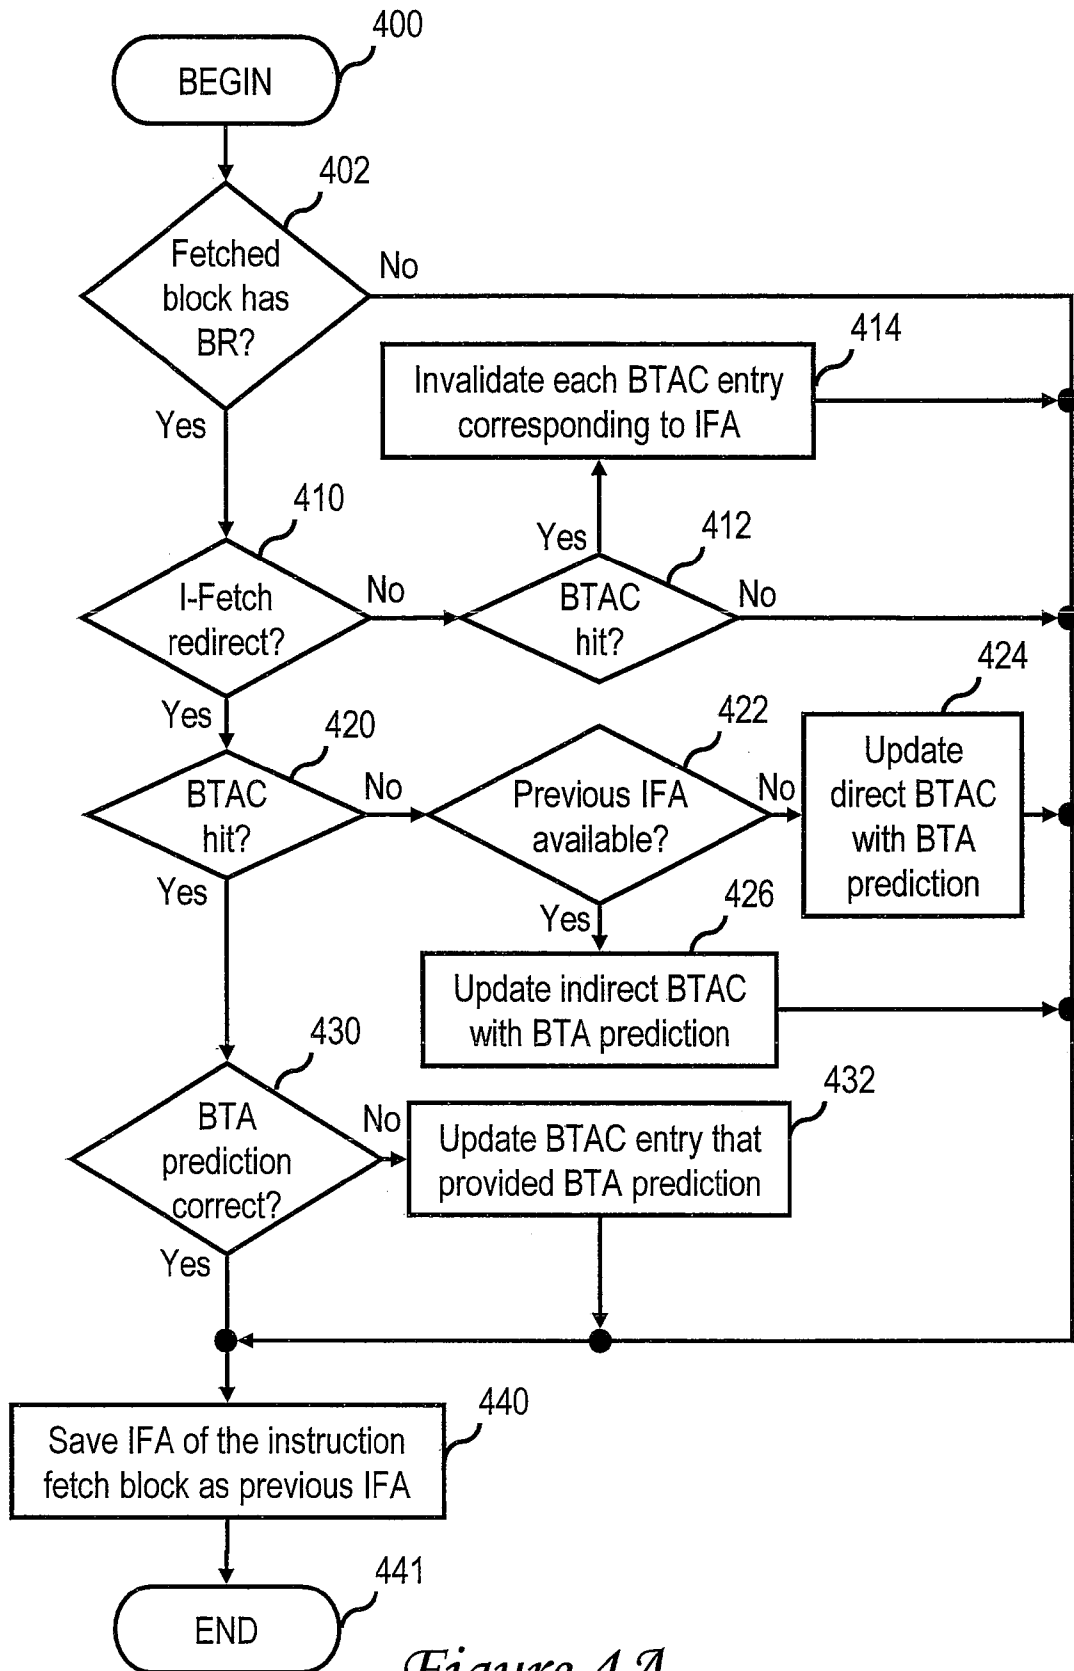 400
BEGIN
402
Fetched
block has
BR?
No
Yes
414
Invalidate each BTAC entry
corresponding to IFA
410
I-Fetch
redirect?
No
Yes
412
BTAC
hit?
Yes
No
420
BTAC
hit?
No
Yes
422
Previous IFA
available?
No
Yes
424
Update
direct BTAC
with BTA
prediction
426
Update indirect BTAC
with BTA prediction
430
BTA
prediction
correct?
No
Yes
432
Update BTAC entry that
provided BTA prediction
440
Save IFA of the instruction
fetch block as previous IFA
441
END
Figure 4A